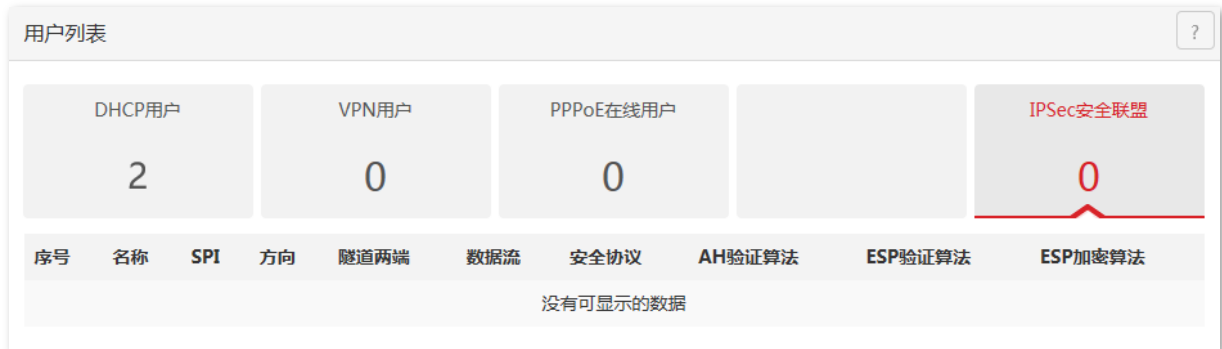 用户列表 ?
DHCP用户 VPN用户 PPPoE在线用户 IPSec安全联盟
2 0 0 0
序号 名称 SPI 方向 隧道两端 数据流 安全协议 AH验证算法 ESP验证算法 ESP加密算法
没有可显示的数据